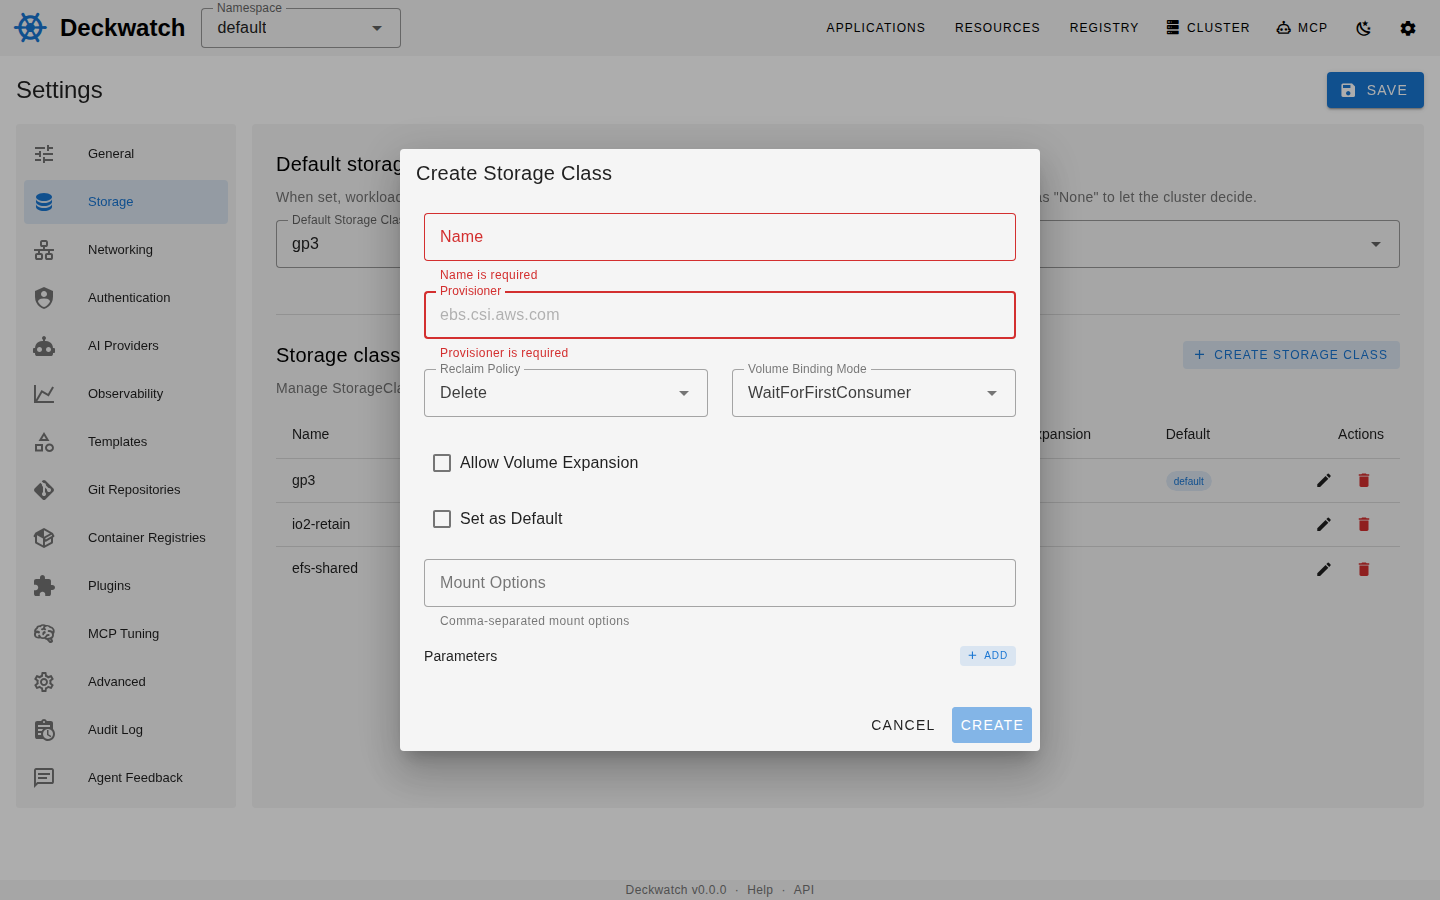 Namespace
Deckwatch
default
APPLICATIONS
RESOURCES
REGISTRY
CLUSTER
MCP
Settings
SAVE
General
Storage
Networking
Authentication
AI Providers
Observability
Templates
Git Repositories
Container Registries
Plugins
MCP Tuning
Advanced
Audit Log
Agent Feedback
Default storag
When set, workload
as "None" to let the cluster decide.
Default Storage Clas
gp3
Storage class
CREATE STORAGE CLASS
Manage StorageCla
Name
xpansion
Default
Actions
gp3
default
io2-retain
efs-shared
Create Storage Class
Name
Name is required
Provisioner
ebs.csi.aws.com
Provisioner is required
Reclaim Policy
Delete
Volume Binding Mode
WaitForFirstConsumer
Allow Volume Expansion
Set as Default
Mount Options
Comma-separated mount options
Parameters
ADD
CANCEL
CREATE
Deckwatch v0.0.0 · Help · API